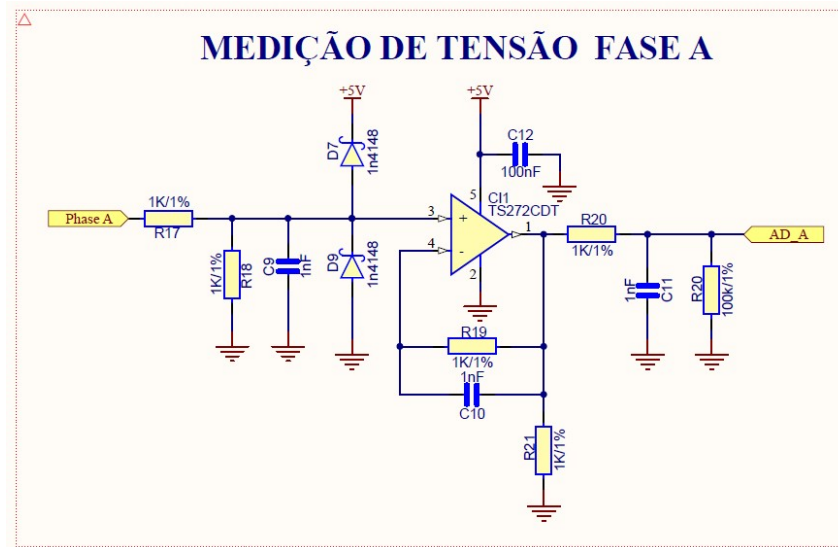 MEDIÇÃO DE TENSÃO FASE A
+5V
+5V
D7
1n4148
C12
100nF
5
CI1
TS272CDT
Phase A
1K/1%
R17
3
+
4
-
1
2
R20
1K/1%
AD_A
1K/1%
R18
C9
1nF
D9
1n4148
1nF
C11
R20
100k/1%
R19
1K/1%
1nF
C10
R21
1K/1%